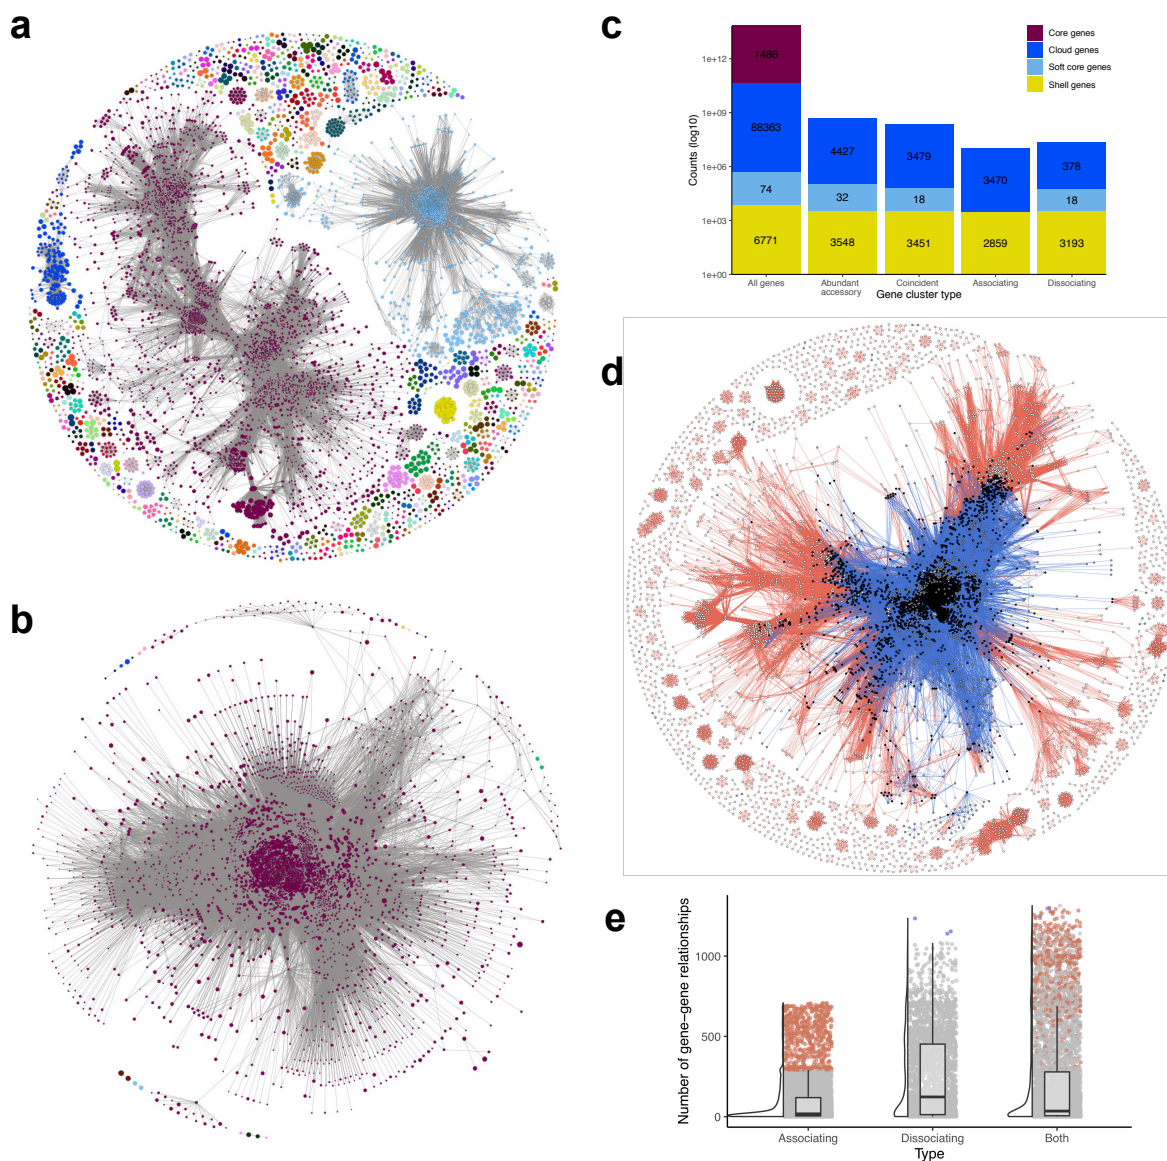 a
b
c
Counts (log10)
1e+12
1e+09
1e+06
1e+03
1e+00
1486
88363
74
6771
4427
32
3548
3479
18
3451
3470
2859
378
18
3193
All genes
Abundant
accessory
Coincident
Associating
Dissociating
Gene cluster type
Core genes
Cloud genes
Soft core genes
Shell genes
d
e
Number of gene−gene relationships
1000
500
0
Associating
Dissociating
Both
Type